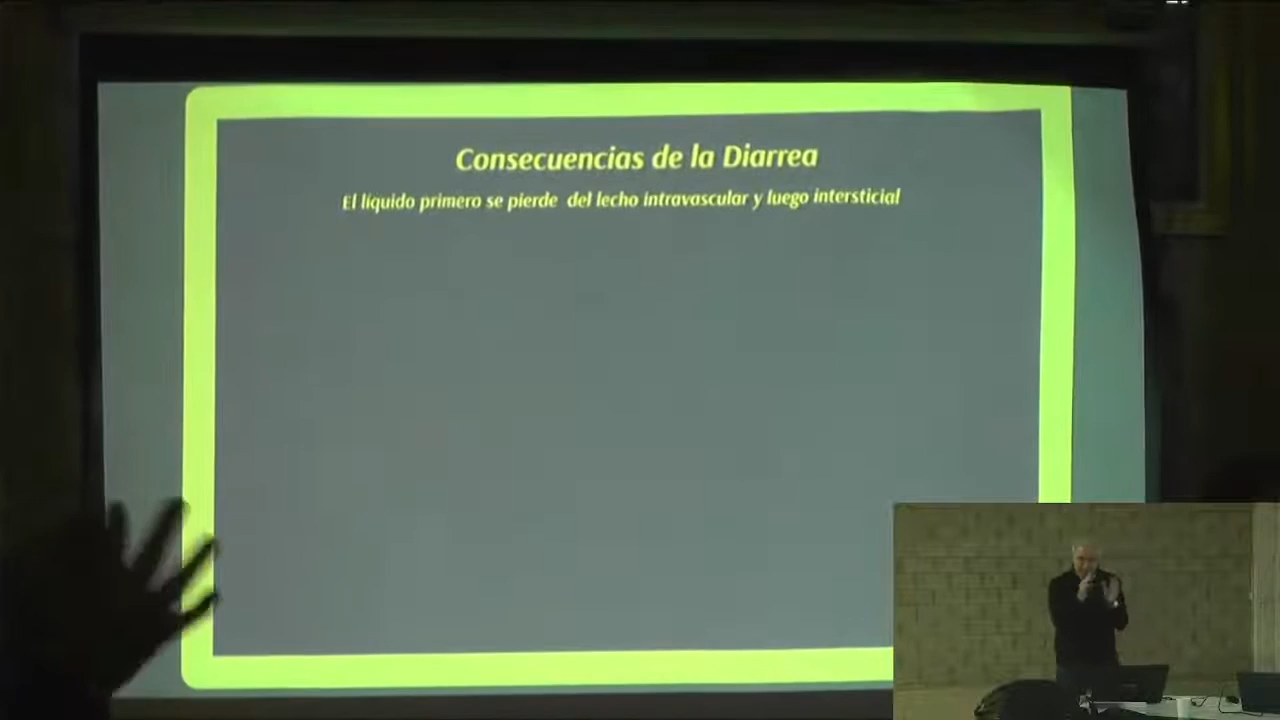 Consecuencias de la Diarrea
El líquido primero se pierde del lecho intravascular y luego intersticial